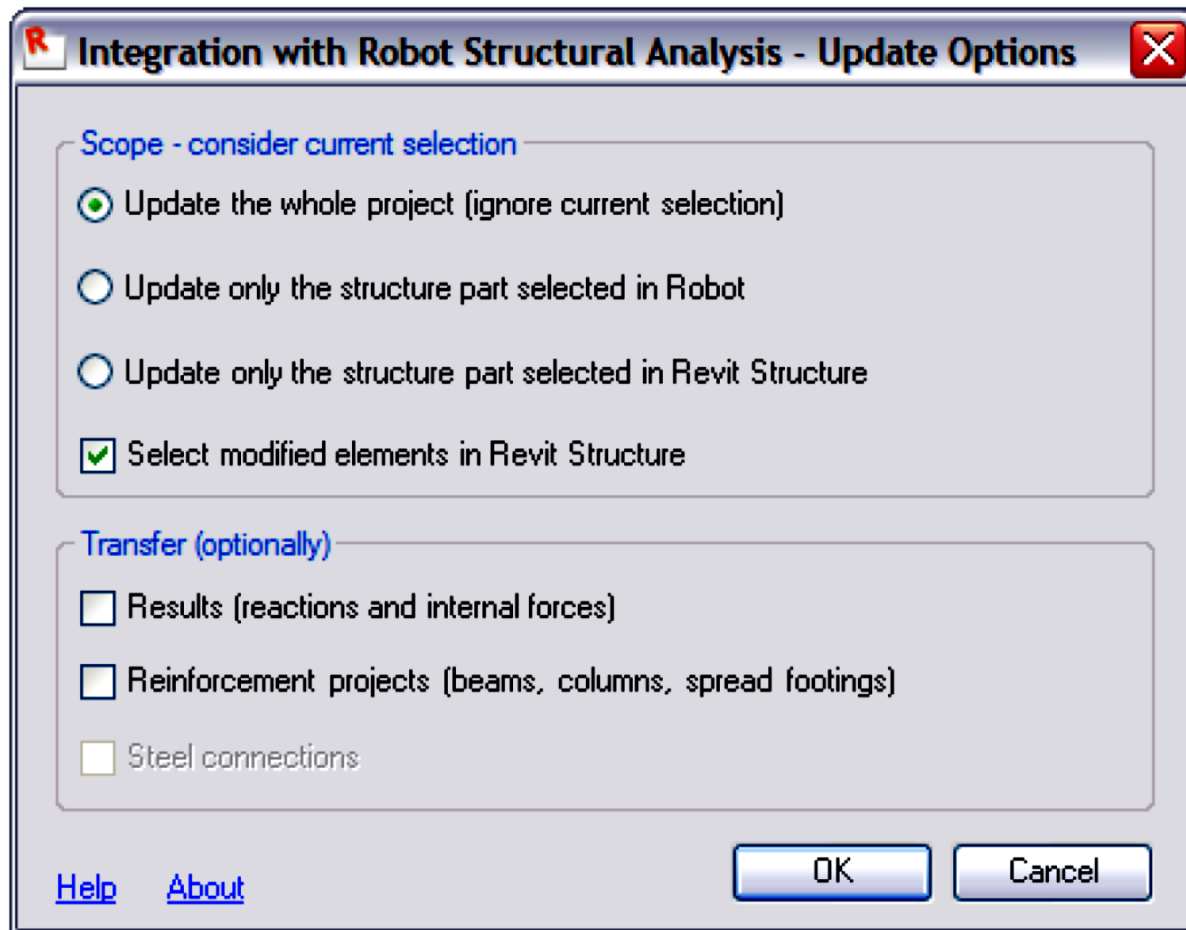 Integration with Robot Structural Analysis - Update Options
Scope - consider current selection
Update the whole project (ignore current selection)
Update only the structure part selected in Robot
Update only the structure part selected in Revit Structure
Select modified elements in Revit Structure
Transfer (optionally)
Results (reactions and internal forces)
Reinforcement projects (beams, columns, spread footings)
Steel connections
Help About OK Cancel